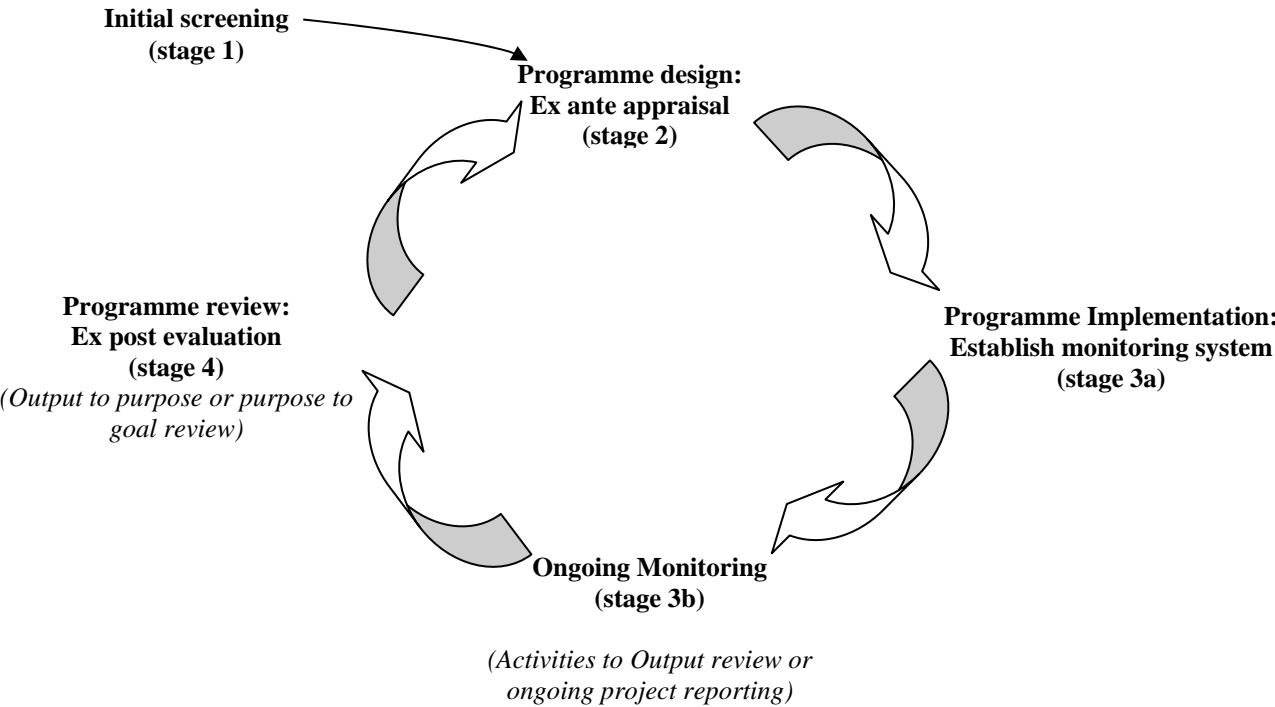 Initial screening
(stage 1)
Programme design:
Ex ante appraisal
(stage 2)
Programme Implementation:
Establish monitoring system
(stage 3a)
Ongoing Monitoring
(stage 3b)
(Activities to Output review or
ongoing project reporting)
Programme review:
Ex post evaluation
(stage 4)
(Output to purpose or purpose to
goal review)